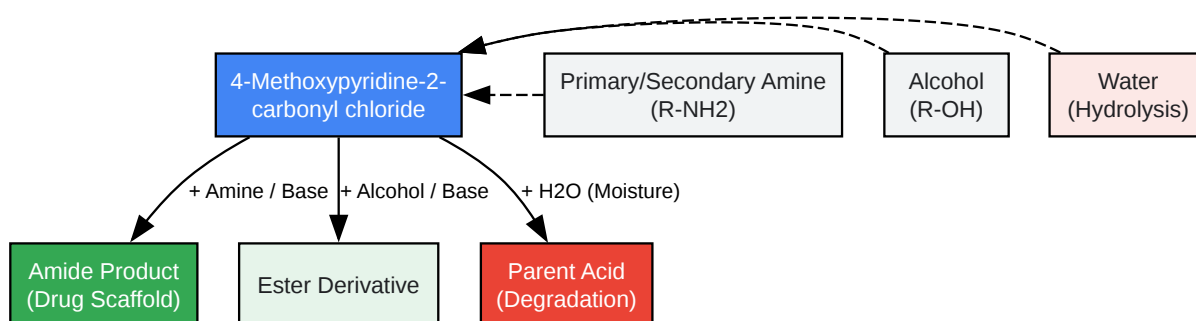 4-Methoxypyridine-2-
carbonyl chloride
Primary/Secondary Amine
(R-NH2)
Alcohol
(R-OH)
Water
(Hydrolysis)
+ Amine / Base
+ Alcohol / Base
+ H2O (Moisture)
Amide Product
(Drug Scaffold)
Ester Derivative
Parent Acid
(Degradation)